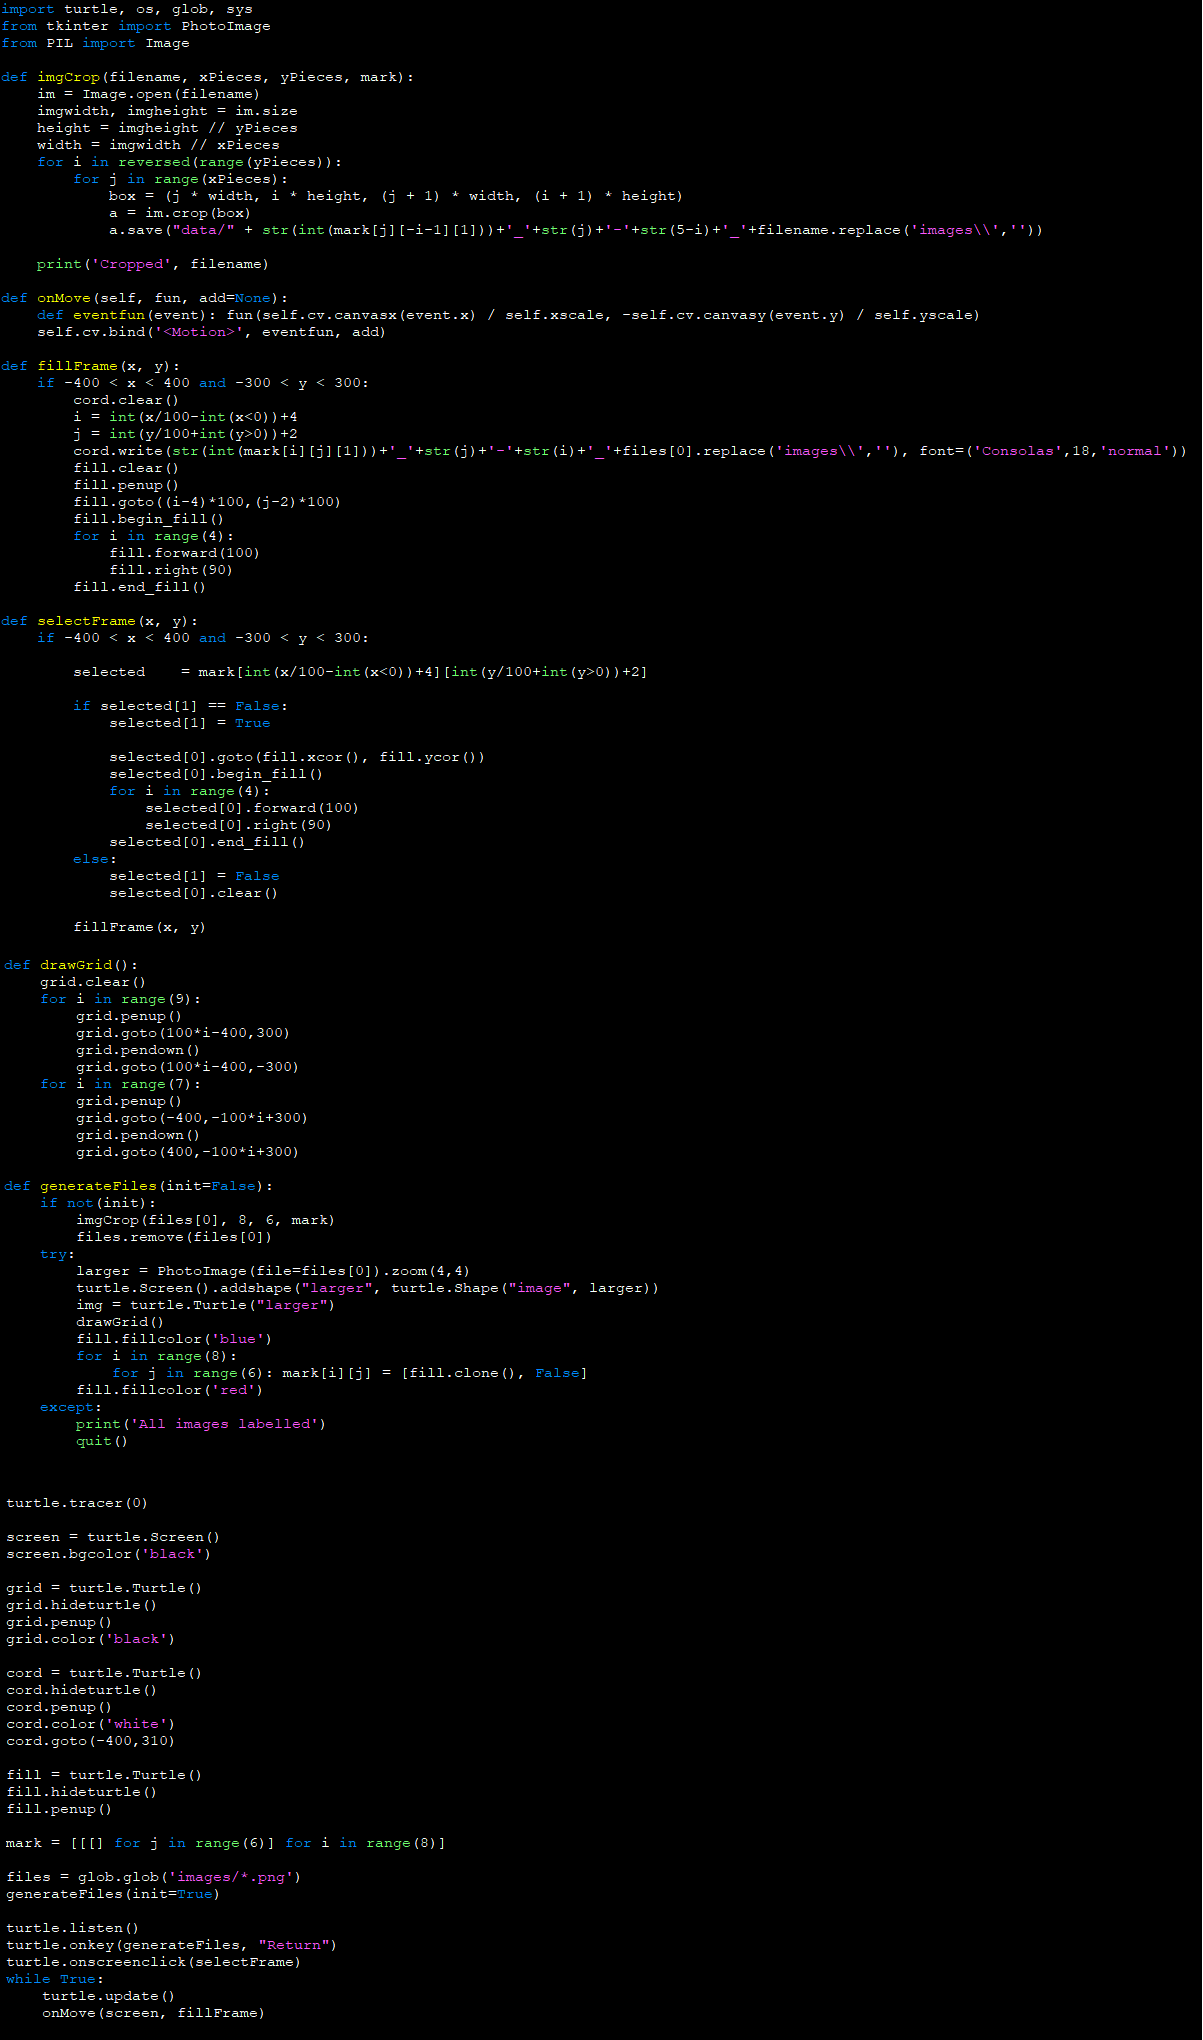 import turtle, os, glob, sys
from tkinter import PhotoImage
from PIL import Image

def imgCrop(filename, xPieces, yPieces, mark):
    im = Image.open(filename)
    imgwidth, imgheight = im.size
    height = imgheight // yPieces
    width = imgwidth // xPieces
    for i in reversed(range(yPieces)):
        for j in range(xPieces):
            box = (j * width, i * height, (j + 1) * width, (i + 1) * height)
            a = im.crop(box)
            a.save("data/" + str(int(mark[j][-i-1][1]))+'_'+str(j)+'-'+str(5-i)+'_'+filename.replace('images\\',''))

    print('Cropped', filename)

def onMove(self, fun, add=None):
    def eventfun(event): fun(self.cv.canvasx(event.x) / self.xscale, -self.cv.canvasy(event.y) / self.yscale)
    self.cv.bind('<Motion>', eventfun, add)

def fillFrame(x, y):
    if -400 < x < 400 and -300 < y < 300:
        cord.clear()
        i = int(x/100-int(x<0))+4
        j = int(y/100+int(y>0))+2
        cord.write(str(int(mark[i][j][1]))+'_'+str(j)+'-'+str(i)+'_'+files[0].replace('images\\',''), font=('Consolas',18,'normal'))
        fill.clear()
        fill.penup()
        fill.goto((i-4)*100,(j-2)*100)
        fill.begin_fill()
        for i in range(4):
            fill.forward(100)
            fill.right(90)
        fill.end_fill()

def selectFrame(x, y):
    if -400 < x < 400 and -300 < y < 300:

        selected    = mark[int(x/100-int(x<0))+4][int(y/100+int(y>0))+2]

        if selected[1] == False:
            selected[1] = True

            selected[0].goto(fill.xcor(), fill.ycor())
            selected[0].begin_fill()
            for i in range(4):
                selected[0].forward(100)
                selected[0].right(90)
            selected[0].end_fill()
        else:
            selected[1] = False
            selected[0].clear()

        fillFrame(x, y)

def drawGrid():
    grid.clear()
    for i in range(9):
        grid.penup()
        grid.goto(100*i-400,300)
        grid.pendown()
        grid.goto(100*i-400,-300)
    for i in range(7):
        grid.penup()
        grid.goto(-400,-100*i+300)
        grid.pendown()
        grid.goto(400,-100*i+300)

def generateFiles(init=False):
    if not(init):
        imgCrop(files[0], 8, 6, mark)
        files.remove(files[0])
    try:
        larger = PhotoImage(file=files[0]).zoom(4,4)
        turtle.Screen().addshape("larger", turtle.Shape("image", larger))
        img = turtle.Turtle("larger")
        drawGrid()
        fill.fillcolor('blue')
        for i in range(8):
            for j in range(6): mark[i][j] = [fill.clone(), False]
        fill.fillcolor('red')
    except:
        print('All images labelled')
        quit()

turtle.tracer(0)

screen = turtle.Screen()
screen.bgcolor('black')

grid = turtle.Turtle()
grid.hideturtle()
grid.penup()
grid.color('black')

cord = turtle.Turtle()
cord.hideturtle()
cord.penup()
cord.color('white')
cord.goto(-400,310)

fill = turtle.Turtle()
fill.hideturtle()
fill.penup()

mark = [[[] for j in range(6)] for i in range(8)]

files = glob.glob('images/*.png')
generateFiles(init=True)

turtle.listen()
turtle.onkey(generateFiles, "Return")
turtle.onscreenclick(selectFrame)
while True:
    turtle.update()
    onMove(screen, fillFrame)